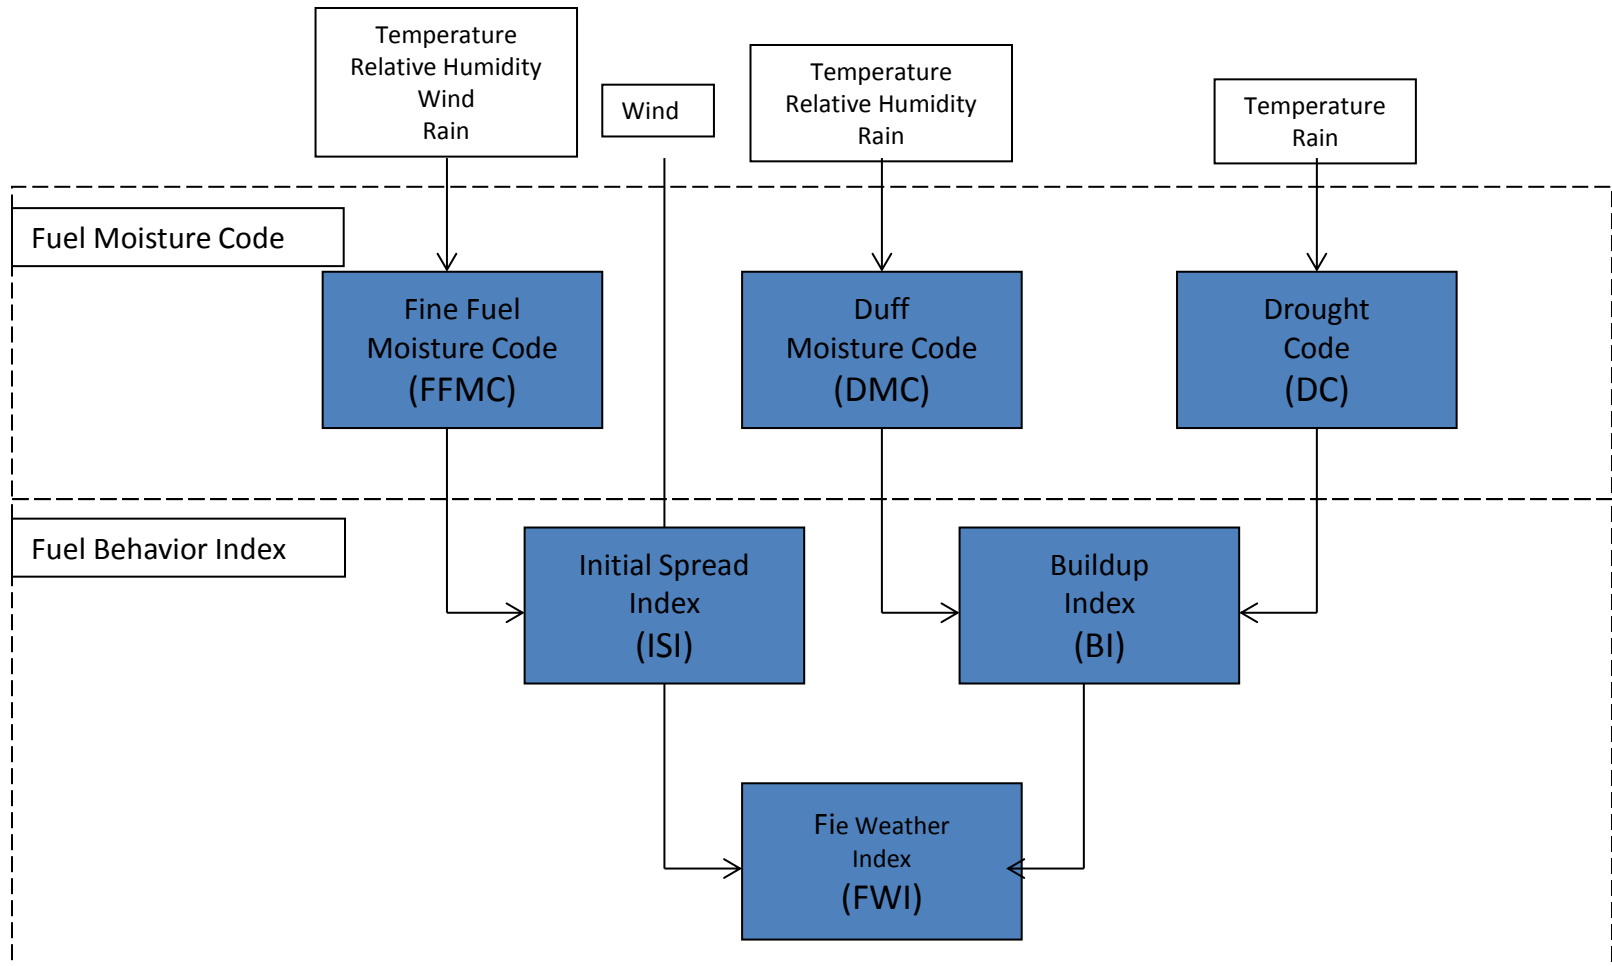 Temperature
Relative Humidity
Wind
Rain
Wind
Temperature
Relative Humidity
Rain
Temperature
Rain
Fuel Moisture Code
Fine Fuel
Moisture Code
(FFMC)
Duff
Moisture Code
(DMC)
Drought
Code
(DC)
Fuel Behavior Index
Initial Spread
Index
(ISI)
Buildup
Index
(BI)
Fie Weather
Index
(FWI)